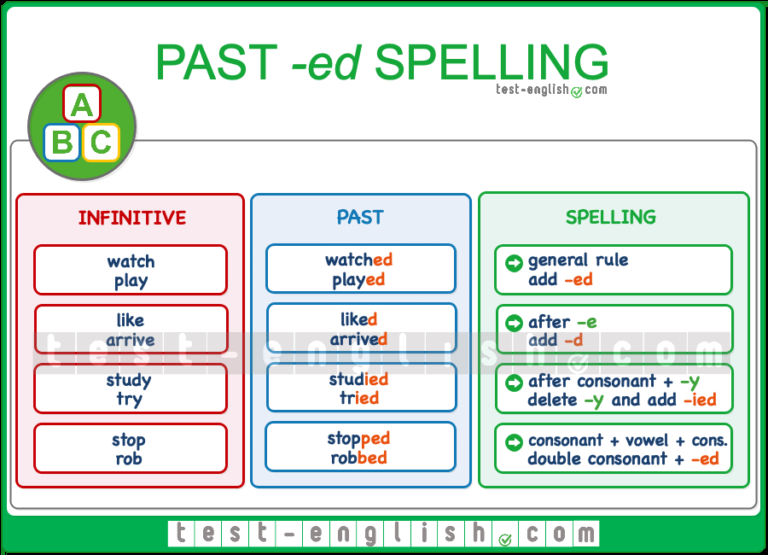 PAST -ed SPELLING
test-english.com
A
B C
INFINITIVE
watch
play
like
arrive
study
try
stop
rob
PAST
watched
played
liked
arrived
studied
tried
stopped
robbed
SPELLING
general rule
add -ed
after -e
add -d
after consonant + -y
delete -y and add -ied
consonant + vowel + cons.
double consonant + -ed
test-english.com
test-english.com